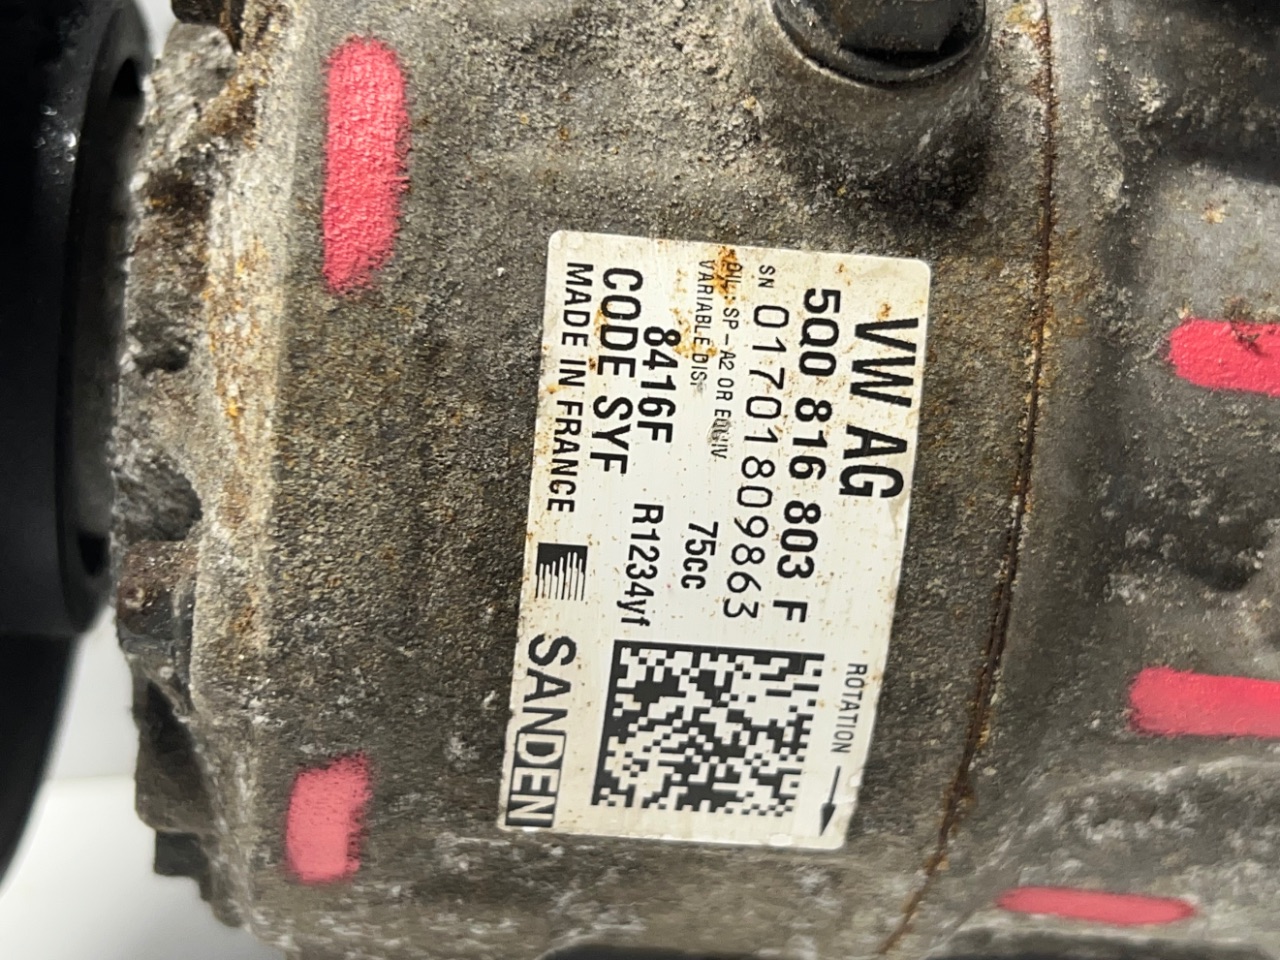 VW AG
ROTATION
5Q0 816 803 F
SN 01701809863
OIL: SP-A2 OR EQUIV.
VARIABLE DIS. 75cc
8416F R1234yf
CODE SYF
MADE IN FRANCE
SANDEN